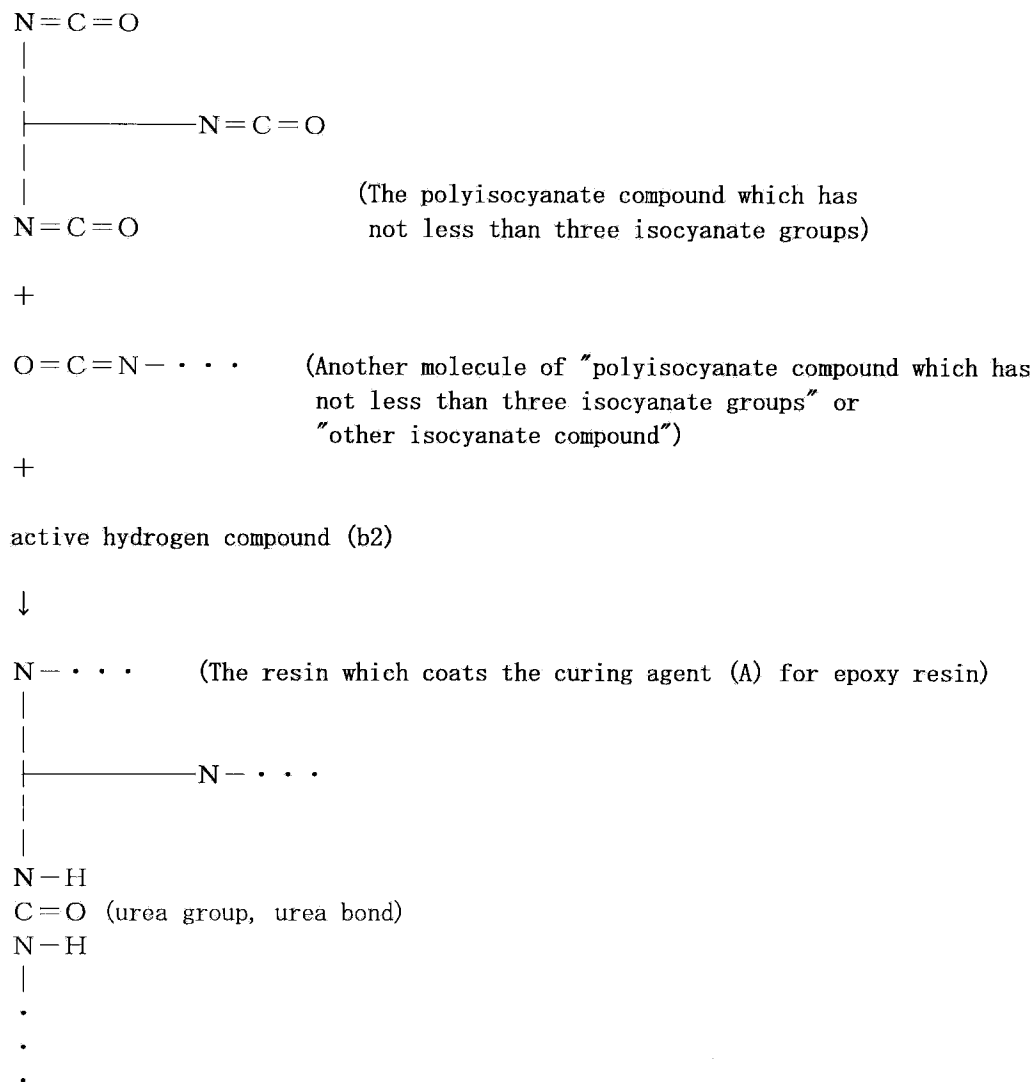 N=C=O
N=C=O
(The polyisocyanate compound which has
N=C=O not less than three isocyanate groups)
+
O=C=N－・・・ (Another molecule of "polyisocyanate compound which has
not less than three isocyanate groups" or
"other isocyanate compound")
+
active hydrogen compound (b2)
↓
N－・・・ (The resin which coats the curing agent (A) for epoxy resin)
N－・・・
N－H
C=O (urea group, urea bond)
N－H
・
・
・